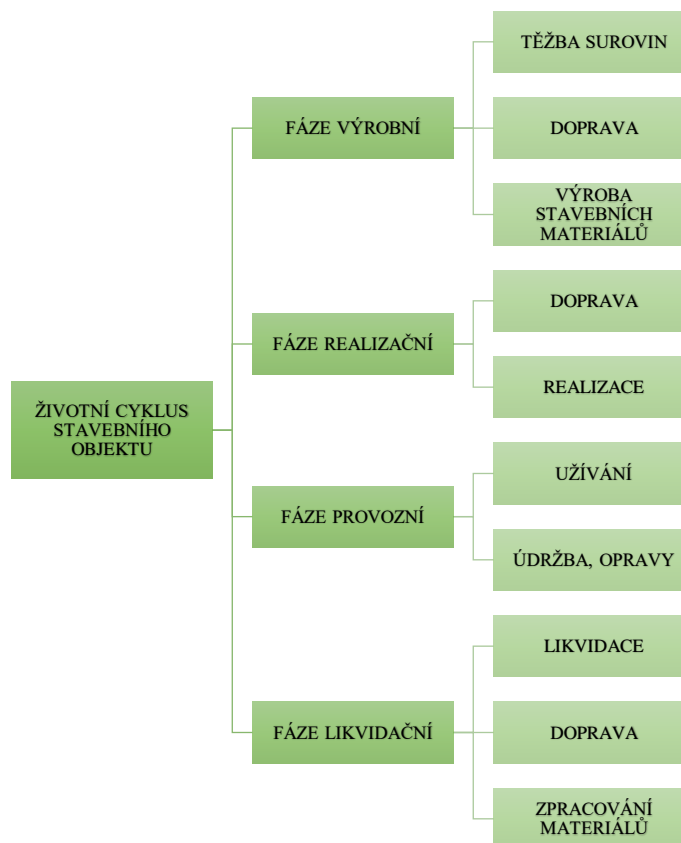 ŽIVOTNÍ CYKLUS
STAVEBNÍHO
OBJEKTU
FÁZE VÝROBNÍ
TĚŽBA SUROVIN
DOPRAVA
VÝROBA
STAVEBNÍCH
MATERIÁLŮ
FÁZE REALIZAČNÍ
DOPRAVA
REALIZACE
FÁZE PROVOZNÍ
UŽÍVÁNÍ
ÚDRŽBA, OPRAVY
FÁZE LIKVIDAČNÍ
LIKVIDACE
DOPRAVA
ZPRACOVÁNÍ
MATERIÁLŮ